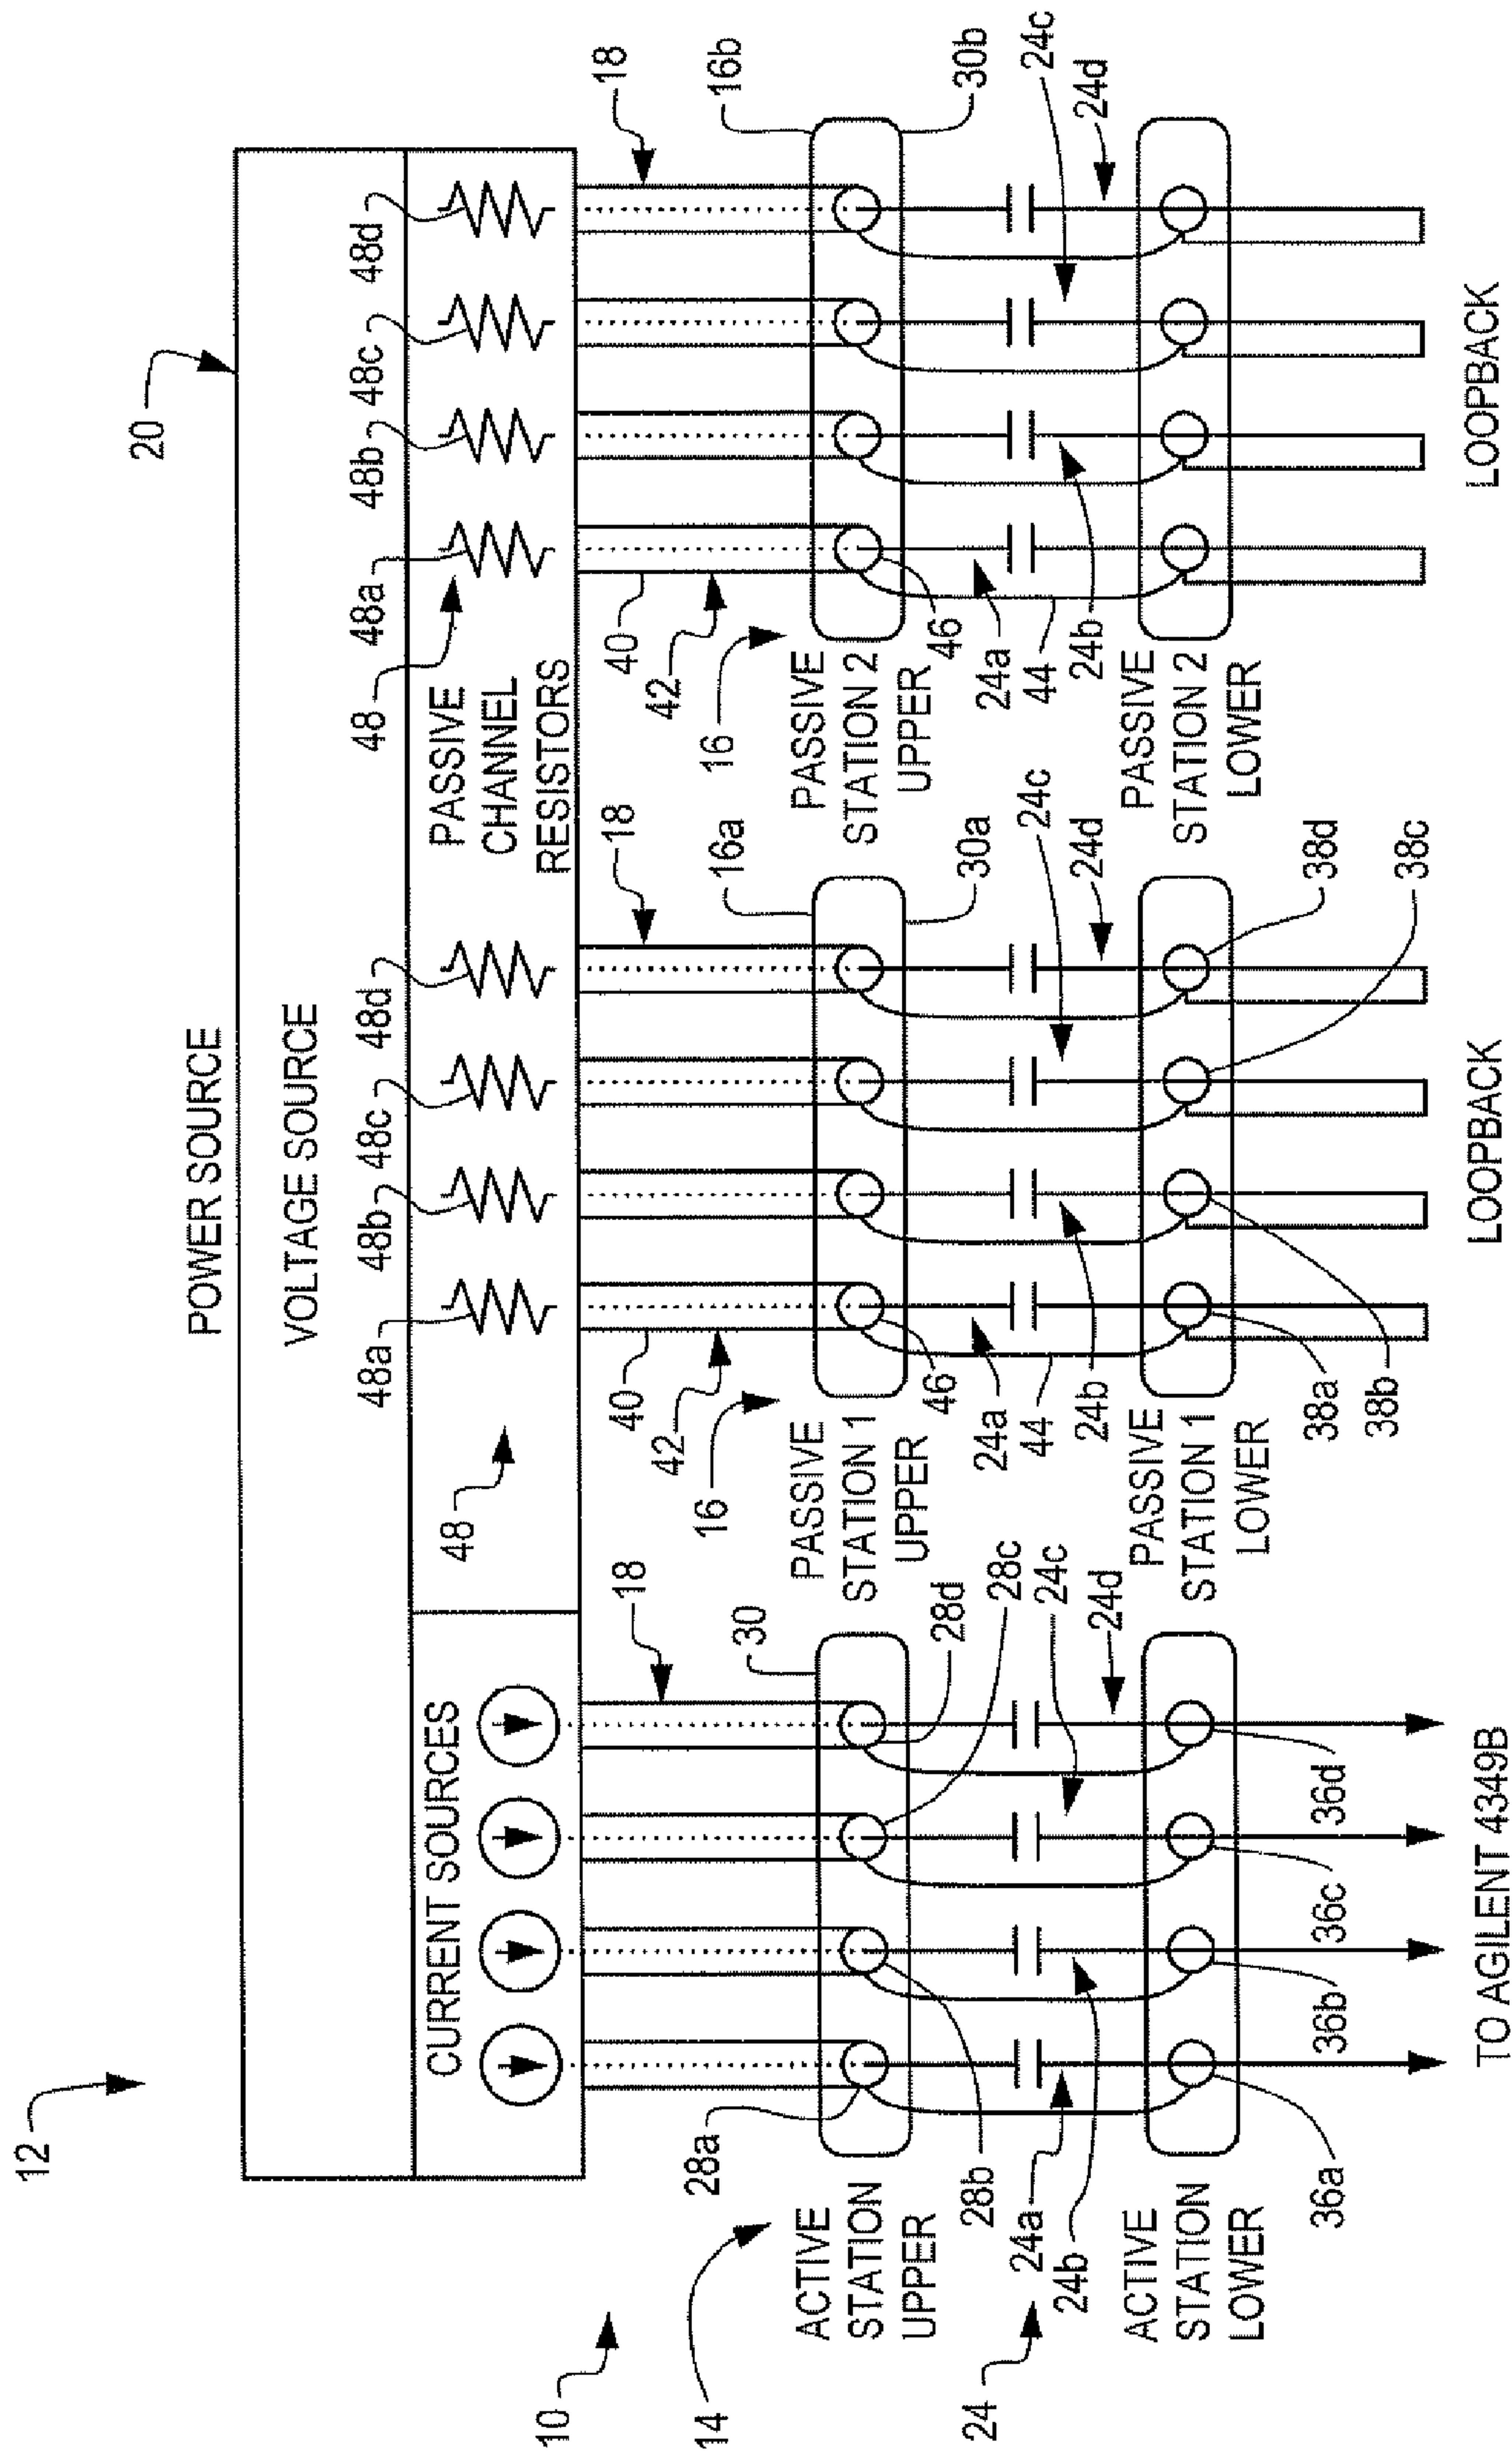 12
20
POWER SOURCE
VOLTAGE SOURCE
CURRENT SOURCES
48
48a
48b
48c
48d
48
48a
48b
48c
48d
PASSIVE
CHANNEL
RESISTORS
10
14
28a
18
30
16
42
40
18
16a
30a
16
42
40
18
16b
30b
ACTIVE
STATION
UPPER
28b
28c
28d
PASSIVE
STATION 1
UPPER
46
PASSIVE
STATION 2
UPPER
46
24
24a
24b
24c
24d
24a
44
24b
24c
24d
24a
44
24b
24c
24d
ACTIVE
STATION
LOWER
36a
36b
36c
36d
PASSIVE
STATION 1
LOWER
38a
38b
38c
38d
PASSIVE
STATION 2
LOWER
TO AGILENT 4349B
LOOPBACK
LOOPBACK